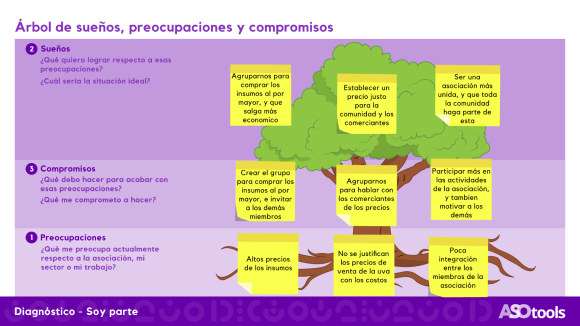 Árbol de sueños, preocupaciones y compromisos
2 Sueños
¿Qué quiero lograr respecto a esas
preocupaciones?
¿Cuál sería la situación ideal?
Agruparnos para
comprar los
insumos al por
mayor, y que
salga más
economico
Establecer un
precio justo
para la
comunidad y los
comerciantes
Ser una
asociación más
unida, y que toda
la comunidad
haga parte de
esta
3 Compromisos
¿Qué debo hacer para acabar con
esas preocupaciones?
¿Qué me comprometo a hacer?
Crear el grupo
para comprar los
insumos al por
mayor, e invitar
a los demás
miembros
Agruparnos
para hablar con
los comerciantes
de los precios
Participar más en
las actividades
de la asociación,
y tambien
motivar a los
demás
1 Preocupaciones
¿Qué me preocupa actualmente
respecto a la asociación, mi
sector o mi trabajo?
Altos precios
de los insumos
No se justifican
los precios de
venta de la uva
con los costos
Poca
integración
entre los
miembros de la
asociación
Diagnóstico - Soy parte
ASOtools